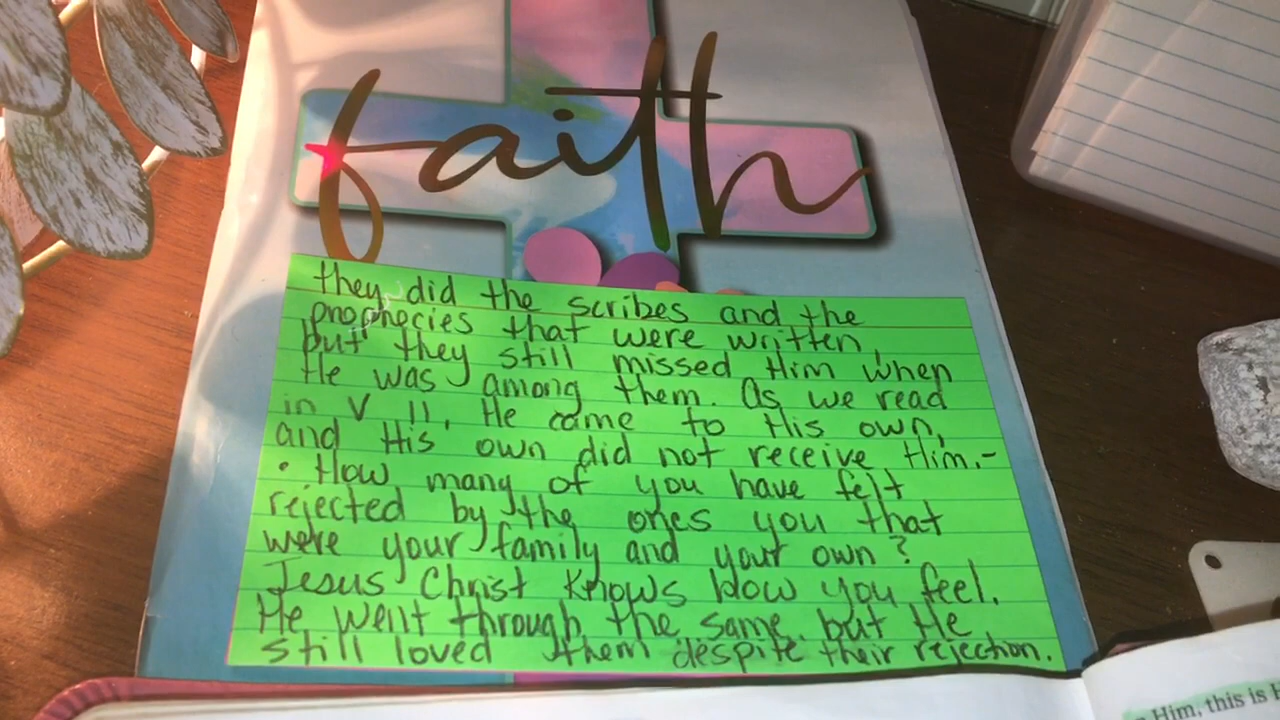 faith
they did the scribes and the
prophecies that were written,
but they still missed Him when
He was among them. As we read
in V 11, He came to His own,
and His own did not receive Him.-
• How many of you have felt
rejected by the ones you that
were your family and your own?
Jesus Christ knows how you feel.
He went through the same, but He
still loved them despite their rejection.
Him, this is H